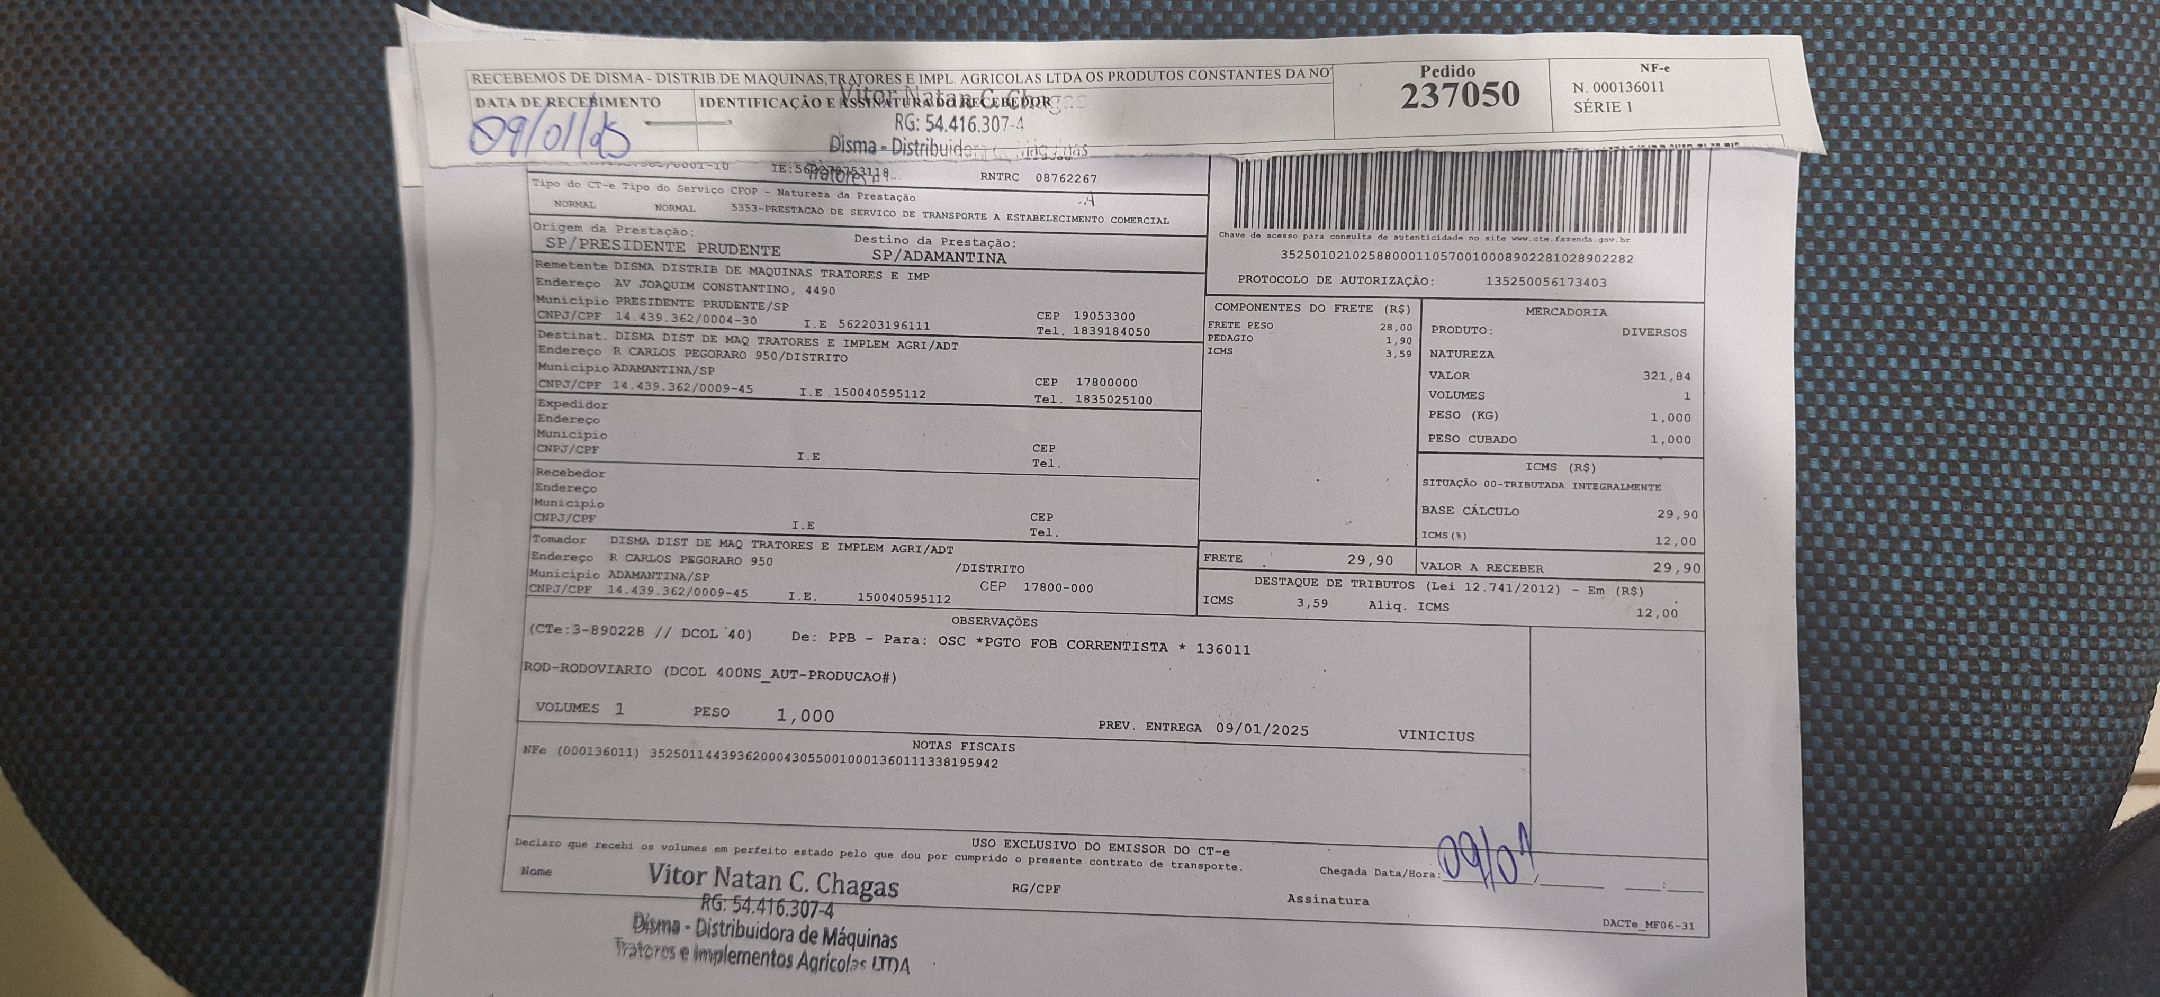 RECEBEMOS DE DISMA - DISTRIB.DE MAQUINAS,TRATORES E IMPL. AGRICOLAS LTDA OS PRODUTOS CONSTANTES DA NO
DATA DE RECEBIMENTO IDENTIFICAÇÃO E ASSINATURA DO RECEBEDOR
09/01/25
Vitor Natan C. Chagas
RG: 54.416.307-4
Disma - Distribuidora
Pedido
237050
NF-e
N. 000136011
SÉRIE 1
RNTRC 08762267
Tipo do CT-e Tipo do Serviço CFOP - Natureza da Prestação
NORMAL NORMAL 5353-PRESTACAO DE SERVICO DE TRANSPORTE A ESTABELECIMENTO COMERCIAL
Origem da Prestação: Destino da Prestação:
SP/PRESIDENTE PRUDENTE SP/ADAMANTINA
Remetente DISMA DISTRIB DE MAQUINAS TRATORES E IMP
Endereço AV JOAQUIM CONSTANTINO, 4490
Município PRESIDENTE PRUDENTE/SP CEP 19053300
CNPJ/CPF 14.439.362/0004-30 I.E 562203196111 Tel. 1839184050
Destinat. DISMA DIST DE MAQ TRATORES E IMPLEM AGRI/ADT
Endereço R CARLOS PEGORARO 950/DISTRITO
Município ADAMANTINA/SP CEP 17800000
CNPJ/CPF 14.439.362/0009-45 I.E 150040595112 Tel. 1835025100
Expedidor
Endereço
Município CEP
CNPJ/CPF I.E Tel.
Recebedor
Endereço
Município CEP
CNPJ/CPF I.E Tel.
Tomador DISMA DIST DE MAQ TRATORES E IMPLEM AGRI/ADT
Endereço R CARLOS PEGORARO 950 /DISTRITO
Município ADAMANTINA/SP CEP 17800-000
CNPJ/CPF 14.439.362/0009-45 I.E. 150040595112
Chave de acesso para consulta de autenticidade no site www.cte.fazenda.gov.br
35250102102588000110570010008902281028902282
PROTOCOLO DE AUTORIZAÇÃO: 135250056173403
COMPONENTES DO FRETE (R$)
FRETE PESO 28,00
PEDAGIO 1,90
ICMS 3,59
MERCADORIA
PRODUTO: DIVERSOS
NATUREZA
VALOR 321,84
VOLUMES 1
PESO (KG) 1,000
PESO CUBADO 1,000
ICMS (R$)
SITUAÇÃO 00-TRIBUTADA INTEGRALMENTE
BASE CÁLCULO 29,90
ICMS(%) 12,00
FRETE 29,90 VALOR A RECEBER 29,90
DESTAQUE DE TRIBUTOS (Lei 12.741/2012) - Em (R$)
ICMS 3,59 Aliq. ICMS 12,00
OBSERVAÇÕES
(CTe:3-890228 // DCOL 40) De: PPB - Para: OSC *PGTO FOB CORRENTISTA * 136011
ROD-RODOVIARIO (DCOL 400NS_AUT-PRODUCAO#)
VOLUMES 1 PESO 1,000 PREV. ENTREGA 09/01/2025 VINICIUS
NOTAS FISCAIS
NFe (000136011) 35250114439362000430550010001360111338195942
USO EXCLUSIVO DO EMISSOR DO CT-e
Declaro que recebi os volumes em perfeito estado pelo que dou por cumprido o presente contrato de transporte.
Chegada Data/Hora: 09/01
Nome RG/CPF Assinatura
Vitor Natan C. Chagas
RG: 54.416.307-4
Disma - Distribuidora de Máquinas
Tratores e Implementos Agrícolas LTDA
DACTe_MF06-31